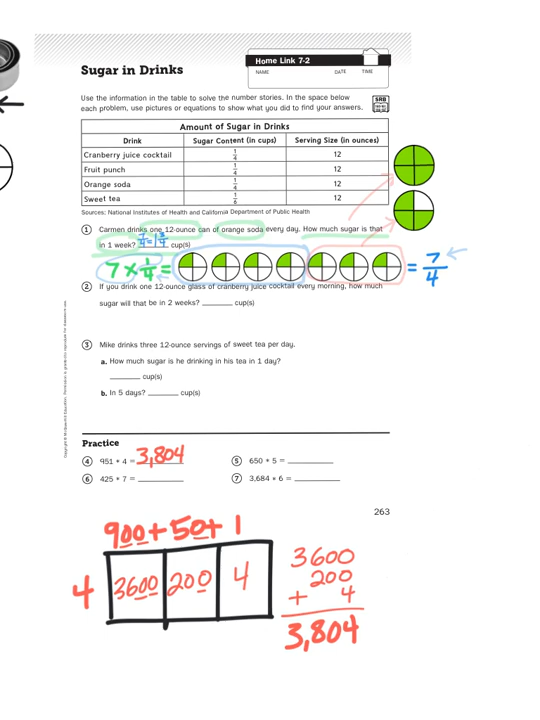 Sugar in Drinks
Home Link 7-2
NAME DATE TIME
Use the information in the table to solve the number stories. In the space below
each problem, use pictures or equations to show what you did to find your answers.
SRB
Amount of Sugar in Drinks
Drink Sugar Content (in cups) Serving Size (in ounces)
Cranberry juice cocktail 1/4 12
Fruit punch 1/4 12
Orange soda 1/4 12
Sweet tea 1/6 12
Sources: National Institutes of Health and California Department of Public Health
① Carmen drinks one 12-ounce can of orange soda every day. How much sugar is that
in 1 week? 7/4 = 1 3/4 cup(s)
7 × 1/4 = = 7/4
② If you drink one 12-ounce glass of cranberry juice cocktail every morning, how much
sugar will that be in 2 weeks? ______ cup(s)
③ Mike drinks three 12-ounce servings of sweet tea per day.
a. How much sugar is he drinking in his tea in 1 day?
______ cup(s)
b. In 5 days? ______ cup(s)
Practice
④ 951 * 4 = 3,804
⑤ 650 * 5 = ______
⑥ 425 * 7 = ______
⑦ 3,684 * 6 = ______
263
900+50+1
4 3600 200 4
3600
200
+ 4
3,804